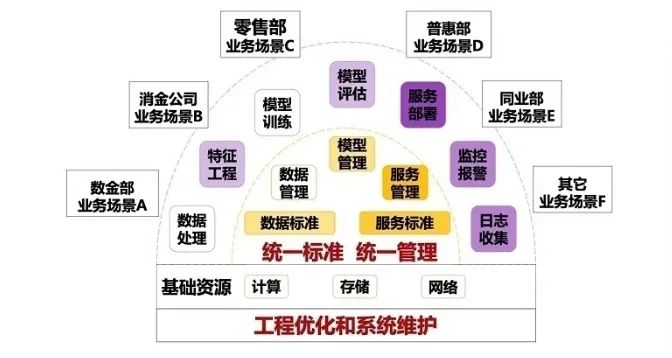 零售部
业务场景C
普惠部
业务场景D
消金公司
业务场景B
模型
评估
同业部
业务场景E
模型
训练
服务
部署
数金部
业务场景A
特征
工程
模型
管理
监控
报警
其它
业务场景F
数据
管理
服务
管理
数据
处理
数据标准
服务标准
日志
收集
统一标准 统一管理
基础资源
计算
存储
网络
工程优化和系统维护